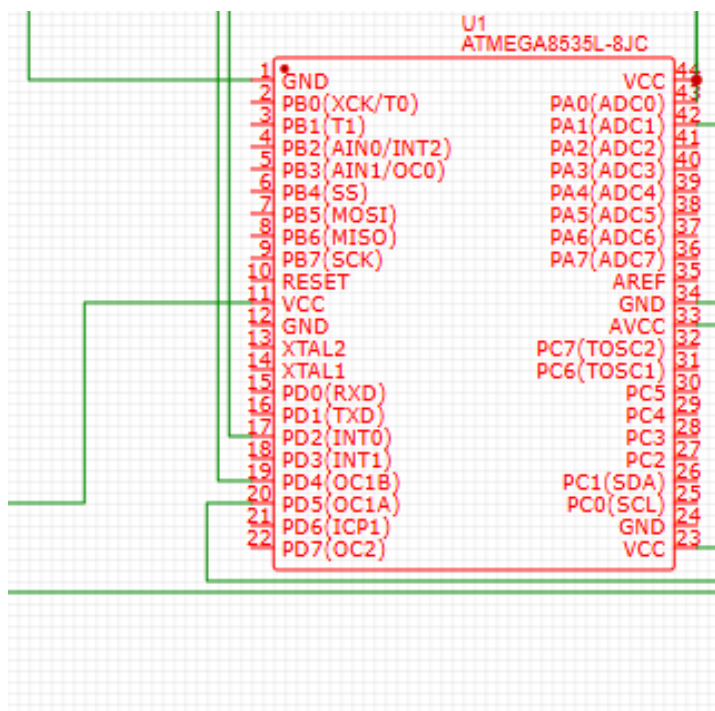 U1
ATMEGA8535L-8JC
1 GND VCC 44
2 PB0(XCK/T0) PA0(ADC0) 43
3 PB1(T1) PA1(ADC1) 42
4 PB2(AIN0/INT2) PA2(ADC2) 41
5 PB3(AIN1/OC0) PA3(ADC3) 40
6 PB4(SS) PA4(ADC4) 39
7 PB5(MOSI) PA5(ADC5) 38
8 PB6(MISO) PA6(ADC6) 37
9 PB7(SCK) PA7(ADC7) 36
10 RESET AREF 35
11 VCC GND 34
12 GND AVCC 33
13 XTAL2 PC7(TOSC2) 32
14 XTAL1 PC6(TOSC1) 31
15 PD0(RXD) PC5 30
16 PD1(TXD) PC4 29
17 PD2(INT0) PC3 28
18 PD3(INT1) PC2 27
19 PD4(OC1B) PC1(SDA) 26
20 PD5(OC1A) PC0(SCL) 25
21 PD6(ICP1) GND 24
22 PD7(OC2) VCC 23